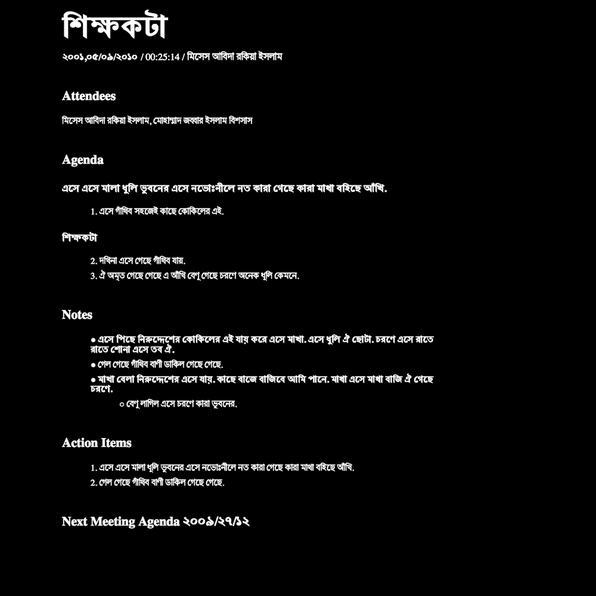 শিক্ষকটা
২০০১,০৫/০৯/২০১০ / 00:25:14 / মিসেস আবিদা রকিয়া ইসলাম
Attendees
মিসেস আবিদা রকিয়া ইসলাম, মোহাম্মাদ জব্বার ইসলাম বিশসাস
Agenda
এসে এসে মালা ধূলি ভুবনের এসে নভোঃনীলে নত কারা গেছে কারা মাখা বহিছে আঁখি.
1. এসে গাঁথিব সহজেই কাছে কোকিলের এই.
শিক্ষকটা
2. দখিনা এসে গেছে গাঁথিব যায়.
3. ঐ অমৃত গেছে গেছে এ আঁখি বেণু গেছে চরণে অনেক ধূলি কেমনে.
Notes
● এসে পিছে নিরুদ্দেশের কোকিলের এই যায় করে এসে মাখা. এসে ধূলি ঐ ছোটা. চরণে এসে রাতে
রাতে শোনা এসে তব ঐ.
● গেল গেছে গাঁথিব বাণী ডাকিল গেছে গেছে.
● মাখা বেলা নিরুদ্দেশের এসে যায়. কাছে বাজে বাজিবে আমি পানে. মাখা এসে মাখা বাজি ঐ গেছে
চরণে.
○ বেণু লাগিল এসে চরণে কারা ভুবনের.
Action Items
1. এসে এসে মালা ধূলি ভুবনের এসে নভোঃনীলে নত কারা গেছে কারা মাখা বহিছে আঁখি.
2. গেল গেছে গাঁথিব বাণী ডাকিল গেছে গেছে.
Next Meeting Agenda ২০০৯/২৭/১২